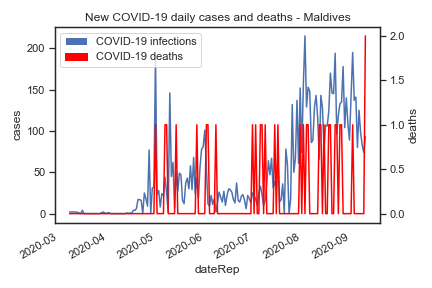 New COVID-19 daily cases and deaths - Maldives
COVID-19 infections
COVID-19 deaths
200
150
100
50
0
cases
2.0
1.5
1.0
0.5
0.0
deaths
2020-03
2020-04
2020-05
2020-06
2020-07
2020-08
2020-09
dateRep